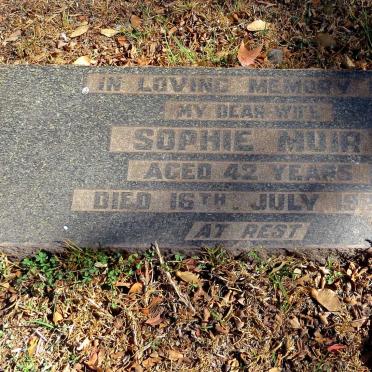 IN LOVING MEMORY
MY DEAR WIFE
SOPHIE MUIR
AGED 42 YEARS
DIED 16TH JULY
AT REST